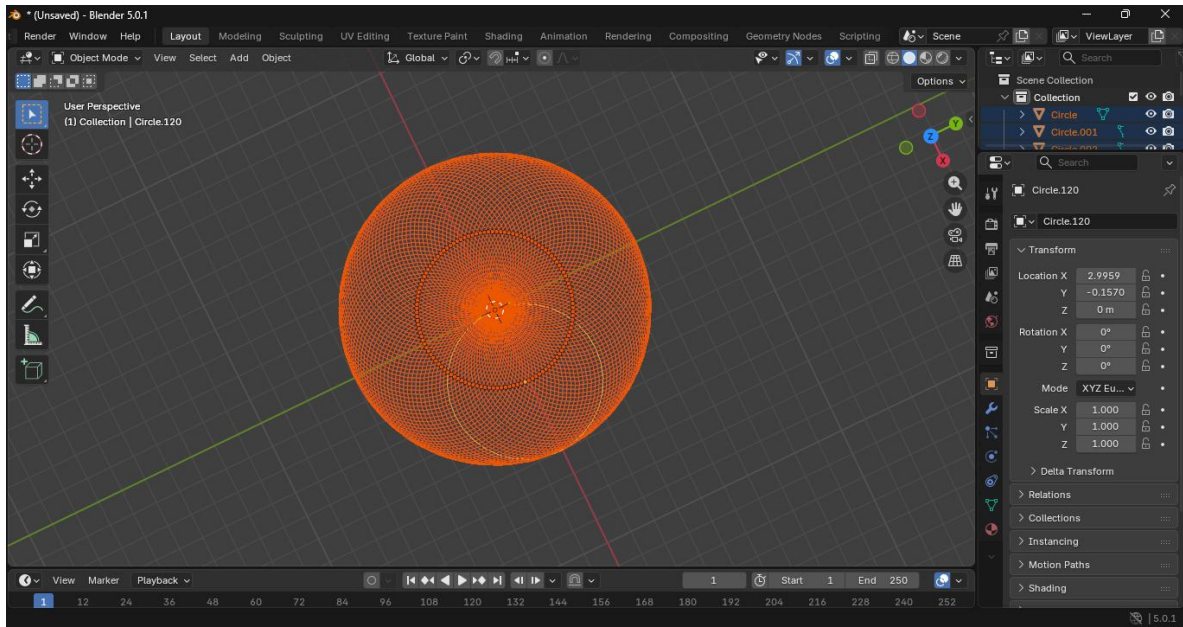 * (Unsaved) - Blender 5.0.1
Render Window Help Layout Modeling Sculpting UV Editing Texture Paint Shading Animation Rendering Compositing Geometry Nodes Scripting Scene ViewLayer
Object Mode View Select Add Object Global Search
Options
User Perspective
(1) Collection | Circle.120
Scene Collection
Collection
Circle
Circle.001
Circle.002
Search
Circle.120
Circle.120
Transform
Location X 2.9959
Y -0.1570
Z 0 m
Rotation X 0°
Y 0°
Z 0°
Mode XYZ Eu...
Scale X 1.000
Y 1.000
Z 1.000
Delta Transform
Relations
Collections
Instancing
Motion Paths
Shading
Y
Z
X
View Marker Playback 1 Start 1 End 250
1 12 24 36 48 60 72 84 96 108 120 132 144 156 168 180 192 204 216 228 240 252
5.0.1